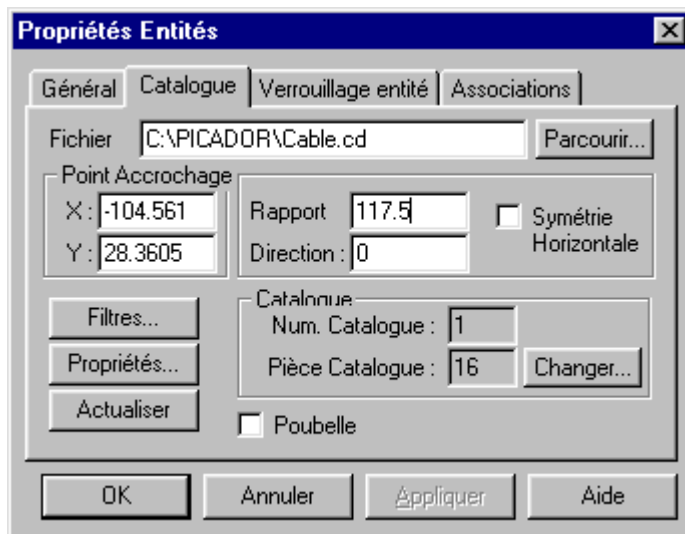 Propriétés Entités
Général Catalogue Verrouillage entité Associations
Fichier C:\PICADOR\Cable.cd Parcourir...
Point Accrochage
X : -104.561 Rapport 117.5 Symétrie Horizontale
Y : 28.3605 Direction : 0
Filtres... Catalogue
Num. Catalogue : 1
Propriétés... Pièce Catalogue : 16 Changer...
Actualiser Poubelle
OK Annuler Appliquer Aide